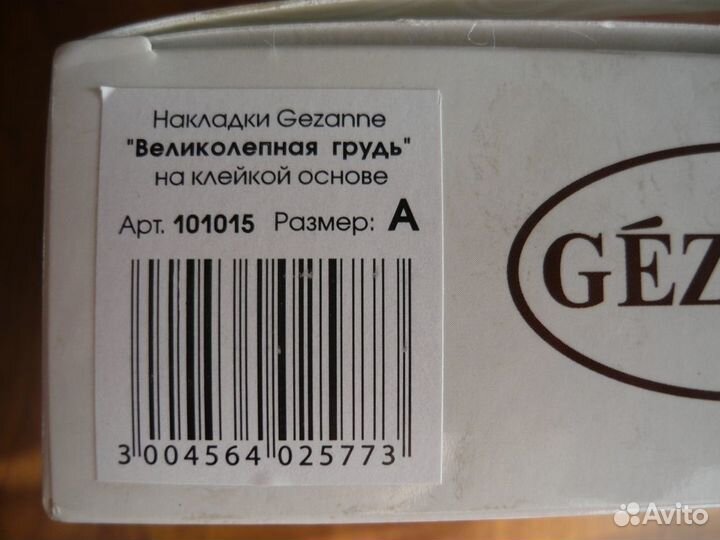 Накладки Gezanne
"Великолепная грудь"
на клейкой основе
Арт. 101015 Размер: A
3 004564 025773
GÉZ
Avito